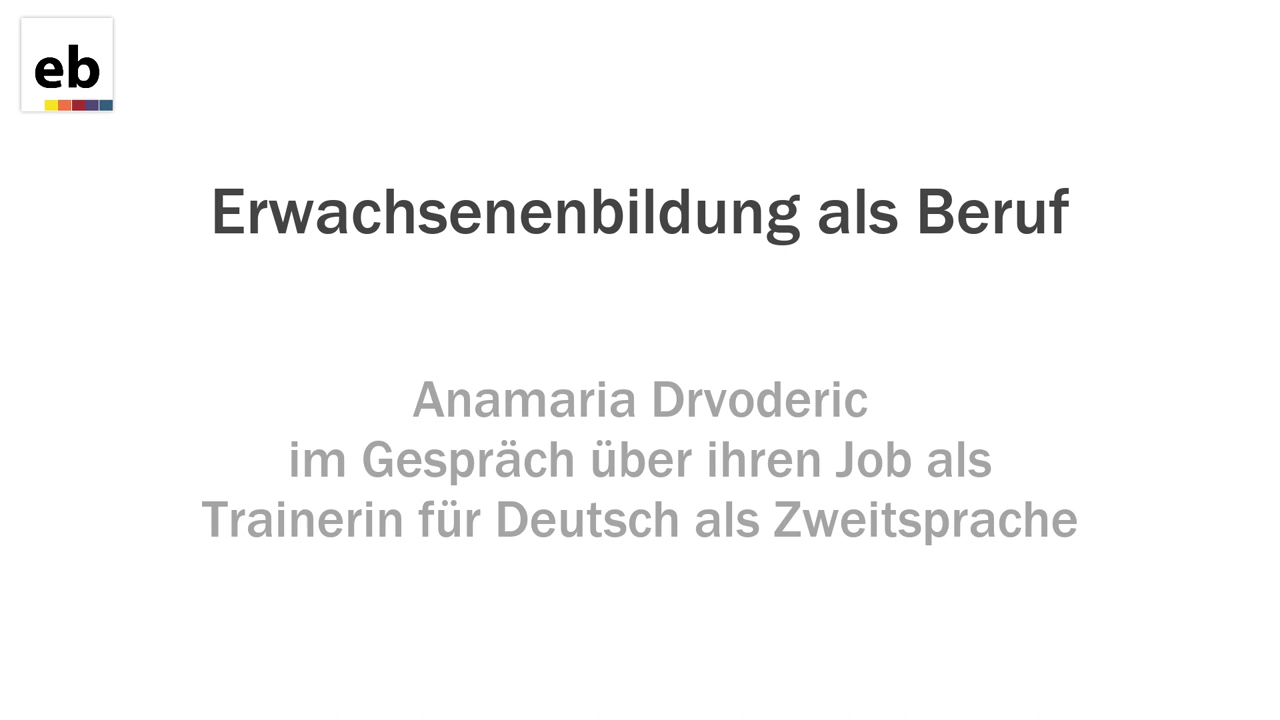 eb
Erwachsenenbildung als Beruf
Anamaria Drvoderic
im Gespräch über ihren Job als
Trainerin für Deutsch als Zweitsprache